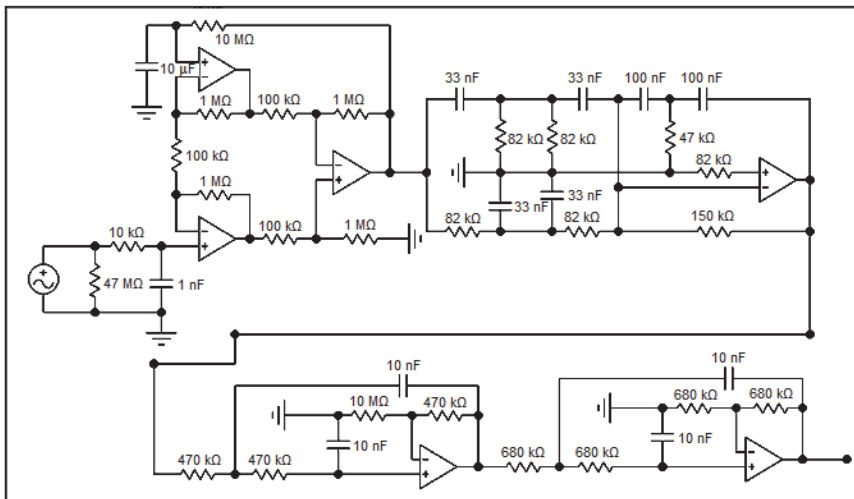 10 MΩ
10 µF
+
−
1 MΩ
100 kΩ
1 MΩ
33 nF
33 nF
100 nF
100 nF
82 kΩ
82 kΩ
47 kΩ
100 kΩ
−
+
82 kΩ
+
−
1 MΩ
33 nF
33 nF
10 kΩ
−
+
100 kΩ
1 MΩ
82 kΩ
82 kΩ
150 kΩ
+
47 MΩ
1 nF
10 nF
10 nF
10 MΩ
470 kΩ
680 kΩ
680 kΩ
10 nF
10 nF
470 kΩ
470 kΩ
−
+
680 kΩ
680 kΩ
−
+